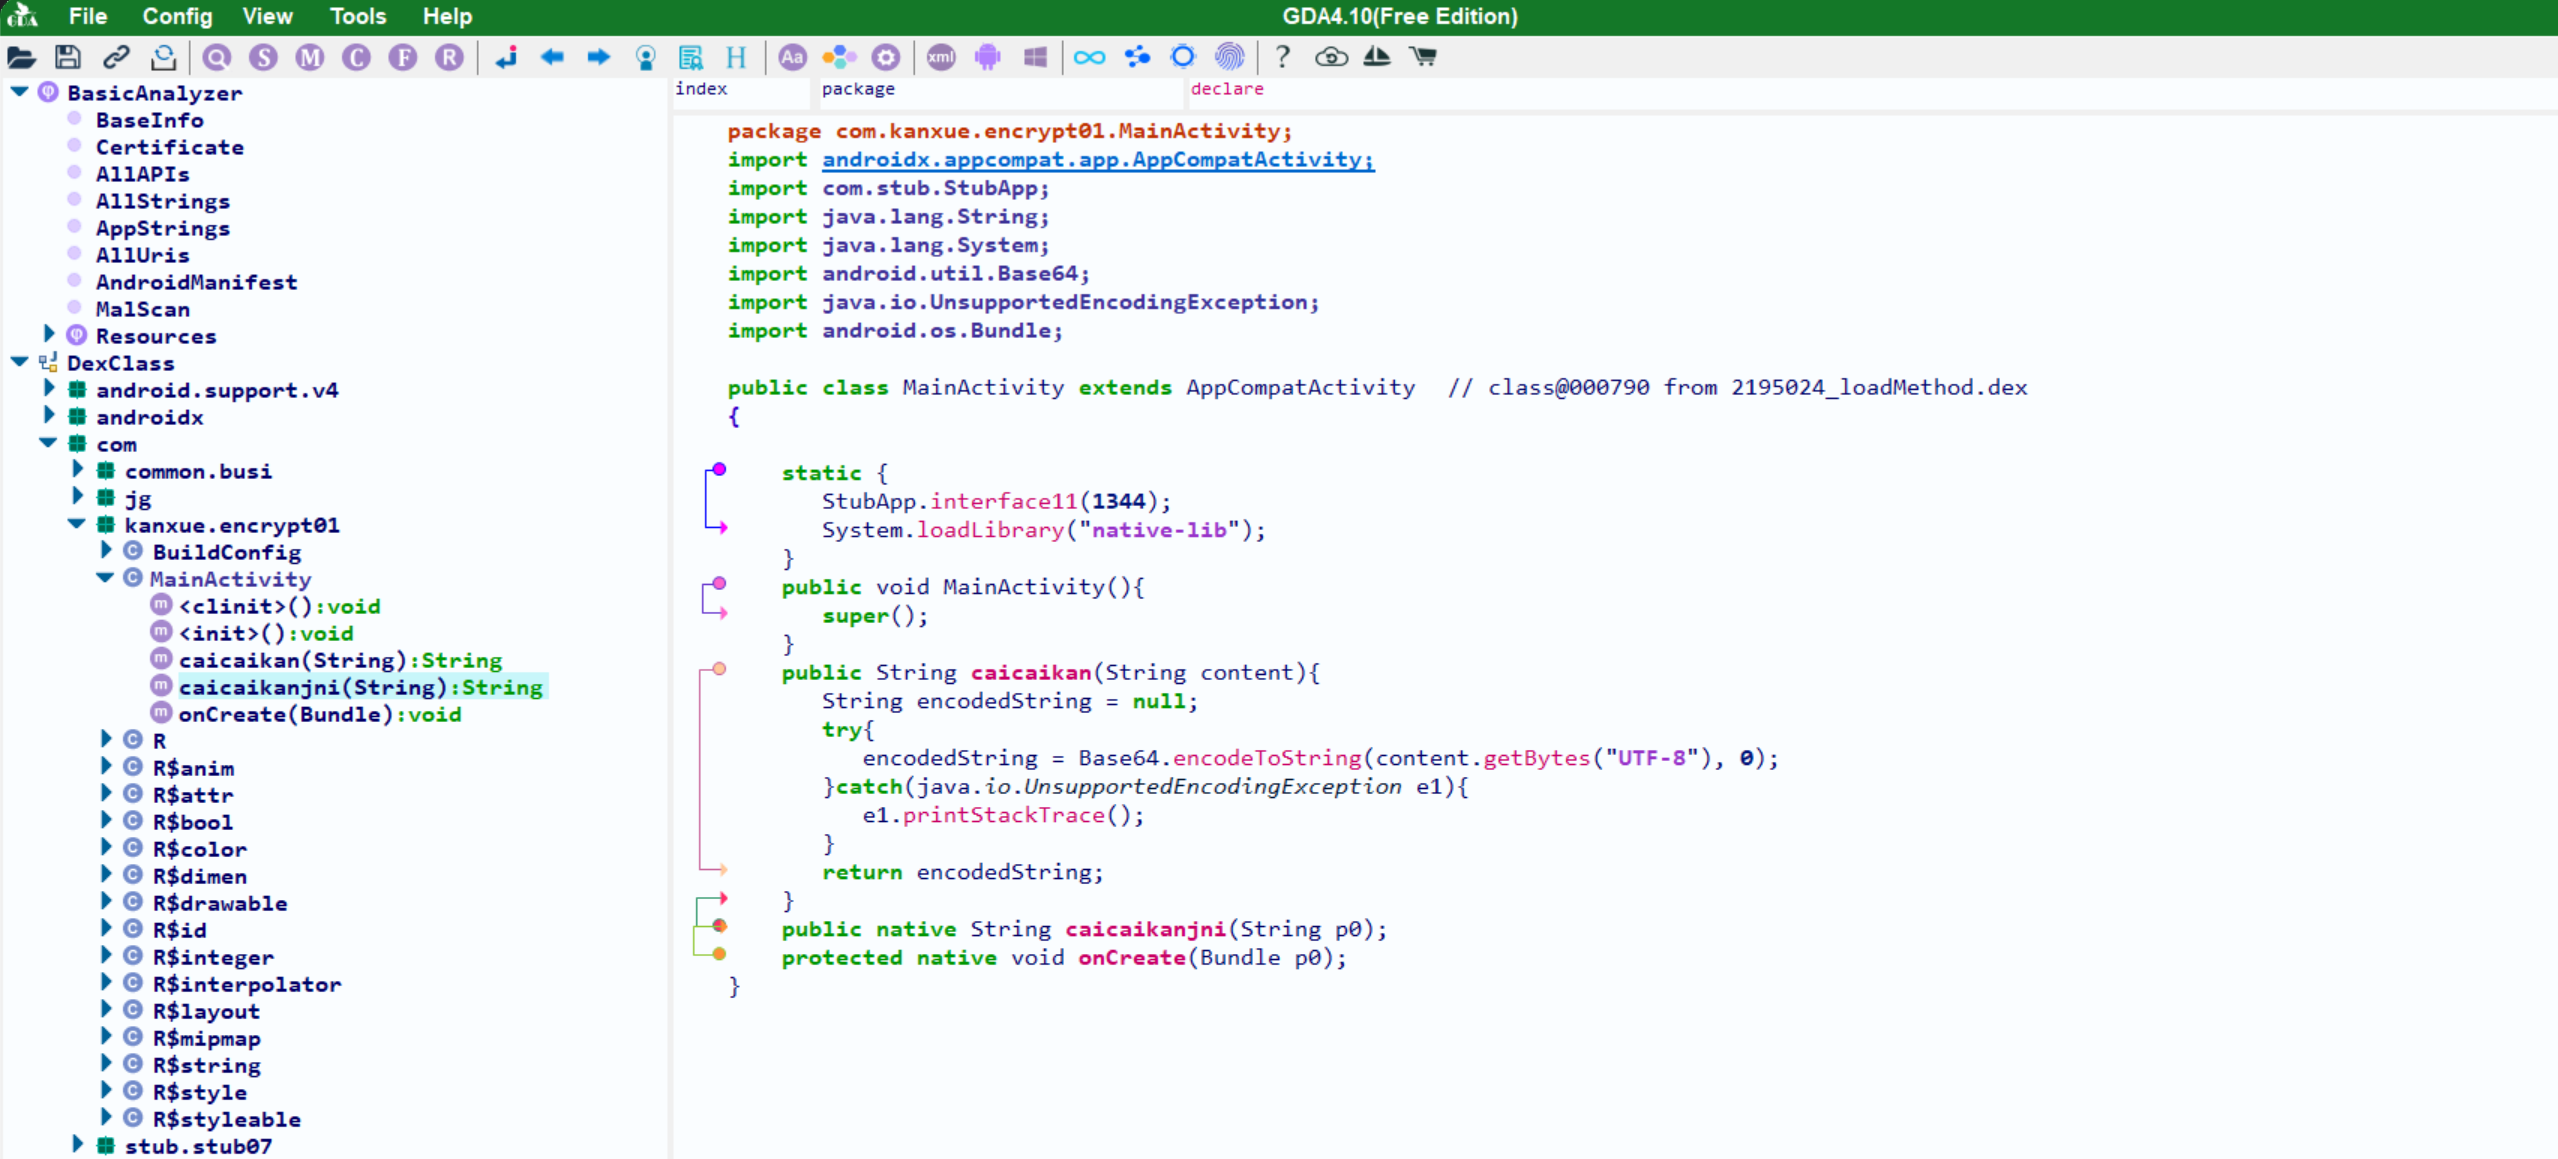 GDA
File Config View Tools Help
GDA4.10(Free Edition)
Q S M C F R H Aa xml ?
BasicAnalyzer
BaseInfo
Certificate
AllAPIs
AllStrings
AppStrings
AllUris
AndroidManifest
MalScan
Resources
DexClass
android.support.v4
androidx
com
common.busi
jg
kanxue.encrypt01
C BuildConfig
C MainActivity
m <clinit>():void
m <init>():void
m caicaikan(String):String
m caicaikanjni(String):String
m onCreate(Bundle):void
C R
C R$anim
C R$attr
C R$bool
C R$color
C R$dimen
C R$drawable
C R$id
C R$integer
C R$interpolator
C R$layout
C R$mipmap
C R$string
C R$style
C R$styleable
stub.stub07
index package declare
package com.kanxue.encrypt01.MainActivity;
import androidx.appcompat.app.AppCompatActivity;
import com.stub.StubApp;
import java.lang.String;
import java.lang.System;
import android.util.Base64;
import java.io.UnsupportedEncodingException;
import android.os.Bundle;
public class MainActivity extends AppCompatActivity // class@000790 from 2195024_loadMethod.dex
{
static {
StubApp.interface11(1344);
System.loadLibrary("native-lib");
}
public void MainActivity(){
super();
}
public String caicaikan(String content){
String encodedString = null;
try{
encodedString = Base64.encodeToString(content.getBytes("UTF-8"), 0);
}catch(java.io.UnsupportedEncodingException e1){
e1.printStackTrace();
}
return encodedString;
}
public native String caicaikanjni(String p0);
protected native void onCreate(Bundle p0);
}